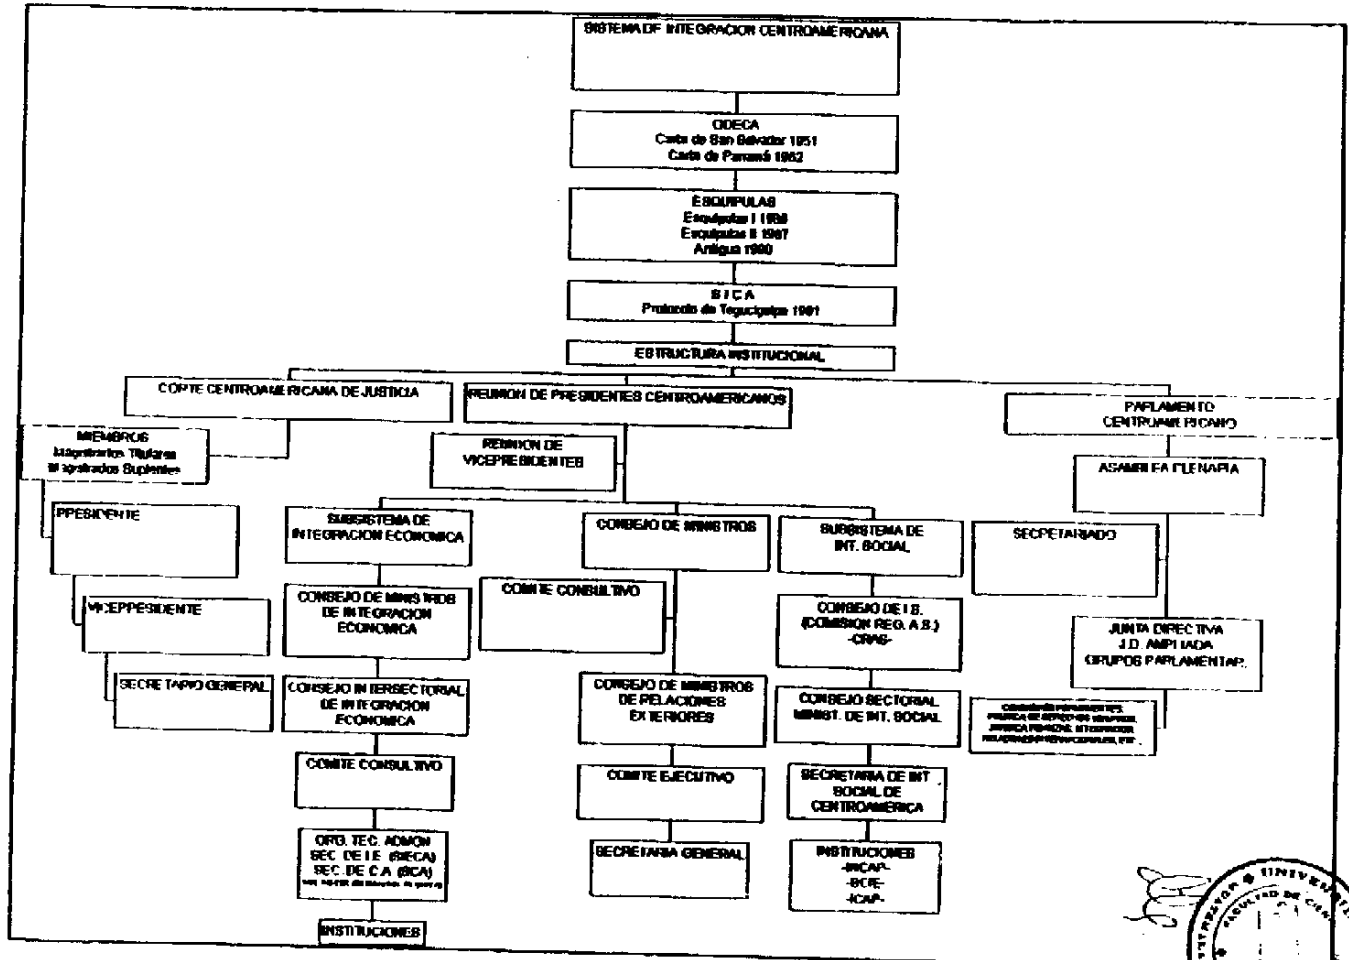 SISTEMA DE INTEGRACION CENTROAMERICANA
ODECA
Carta de San Salvador 1951
Carta de Panamá 1962
ESQUIPULAS
Esquipulas I 1986
Esquipulas II 1987
Antigua 1990
S I C A
Protocolo de Tegucigalpa 1991
ESTRUCTURA INSTITUCIONAL
CORTE CENTROAMERICANA DE JUSTICIA
MIEMBROS
Magistrados Titulares
Magistrados Suplentes
PRESIDENTE
VICEPRESIDENTE
SECRETARIO GENERAL
REUNION DE PRESIDENTES CENTROAMERICANOS
REUNION DE
VICEPRESIDENTES
SUBSISTEMA DE
INTEGRACION ECONOMICA
CONSEJO DE MINISTROS
DE INTEGRACION
ECONOMICA
CONSEJO INTERSECTORIAL
DE INTEGRACION
ECONOMICA
COMITE CONSULTIVO
ORG. TEC. ADMON
SEC. DE I.E. (SIECA)
SEC. DE C.A. (SCA)
INSTITUCIONES
CONSEJO DE MINISTROS
COMITE CONSULTIVO
CONSEJO DE MINISTROS
DE RELACIONES
EXTERIORES
COMITE EJECUTIVO
SECRETARIA GENERAL
SUBSISTEMA DE
INT. SOCIAL
CONSEJO DE I.S.
(COMISION REG. A.S.)
-CRAS-
CONSEJO SECTORIAL
MINIST. DE INT. SOCIAL
SECRETARIA DE INT
SOCIAL DE
CENTROAMERICA
INSTITUCIONES
-INCAP-
-BCIE-
-ICAP-
PARLAMENTO
CENTROAMERICANO
ASAMBLEA PLENARIA
SECRETARIADO
JUNTA DIRECTIVA
J.D. AMPLIADA
GRUPOS PARLAMENTAR.
FACULTAD DE